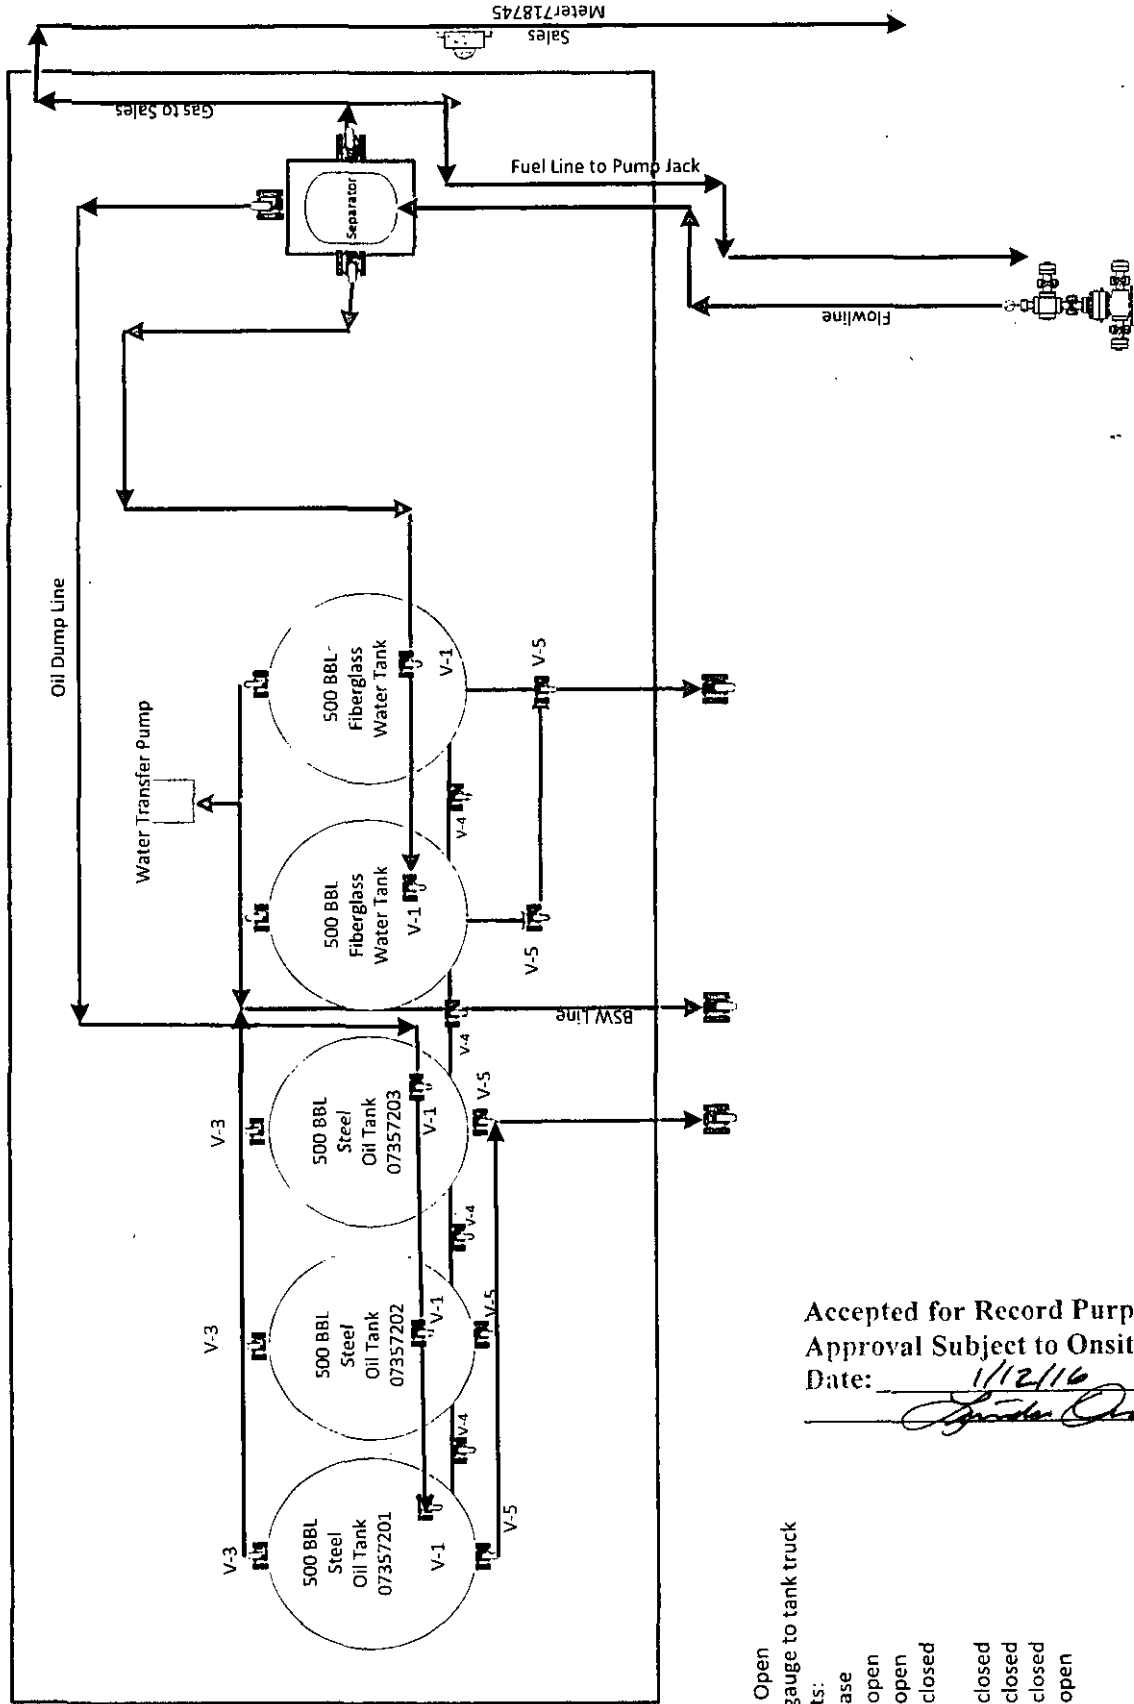 Meter718745
Sales
Gas to Sales
Fuel Line to Pump Jack
Separator
Flowline
Oil Dump Line
Water Transfer Pump
500 BBL
Fiberglass
Water Tank
V-1
V-5
V-4
500 BBL
Fiberglass
Water Tank
V-1
V-5
V-4
BSW Line
V-3
500 BBL
Steel
Oil Tank
07357203
V-1
V-5
V-4
V-3
500 BBL
Steel
Oil Tank
07357202
V-1
V-5
V-4
V-3
500 BBL
Steel
Oil Tank
07357201
V-1
V-5
Accepted for Record Purp
Approval Subject to Onsit
Date: 1/12/16
Open
gauge to tank truck
ts:
ase
open
open
closed
closed
closed
closed
open